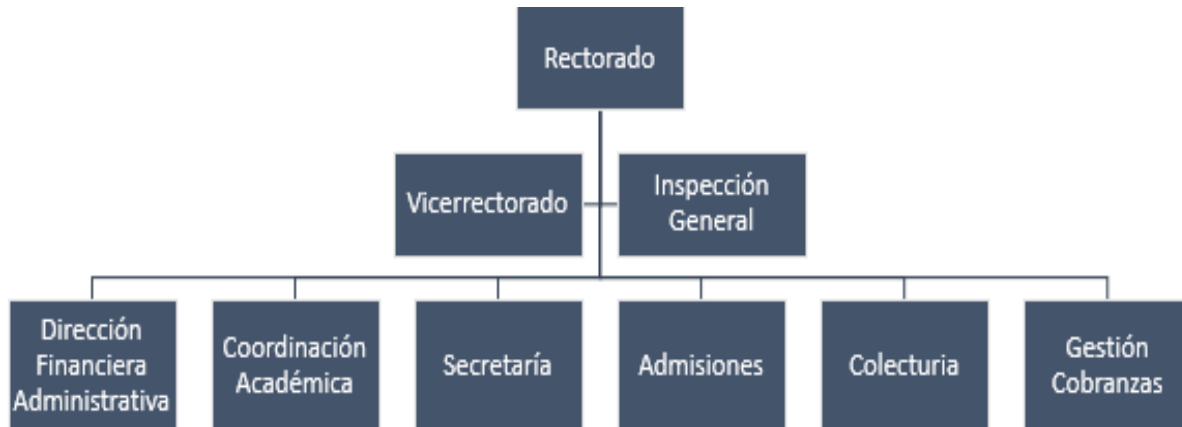 Rectorado
Vicerrectorado
Inspección
General
Dirección
Financiera
Administrativa
Coordinación
Académica
Secretaría
Admisiones
Colecturia
Gestión
Cobranzas